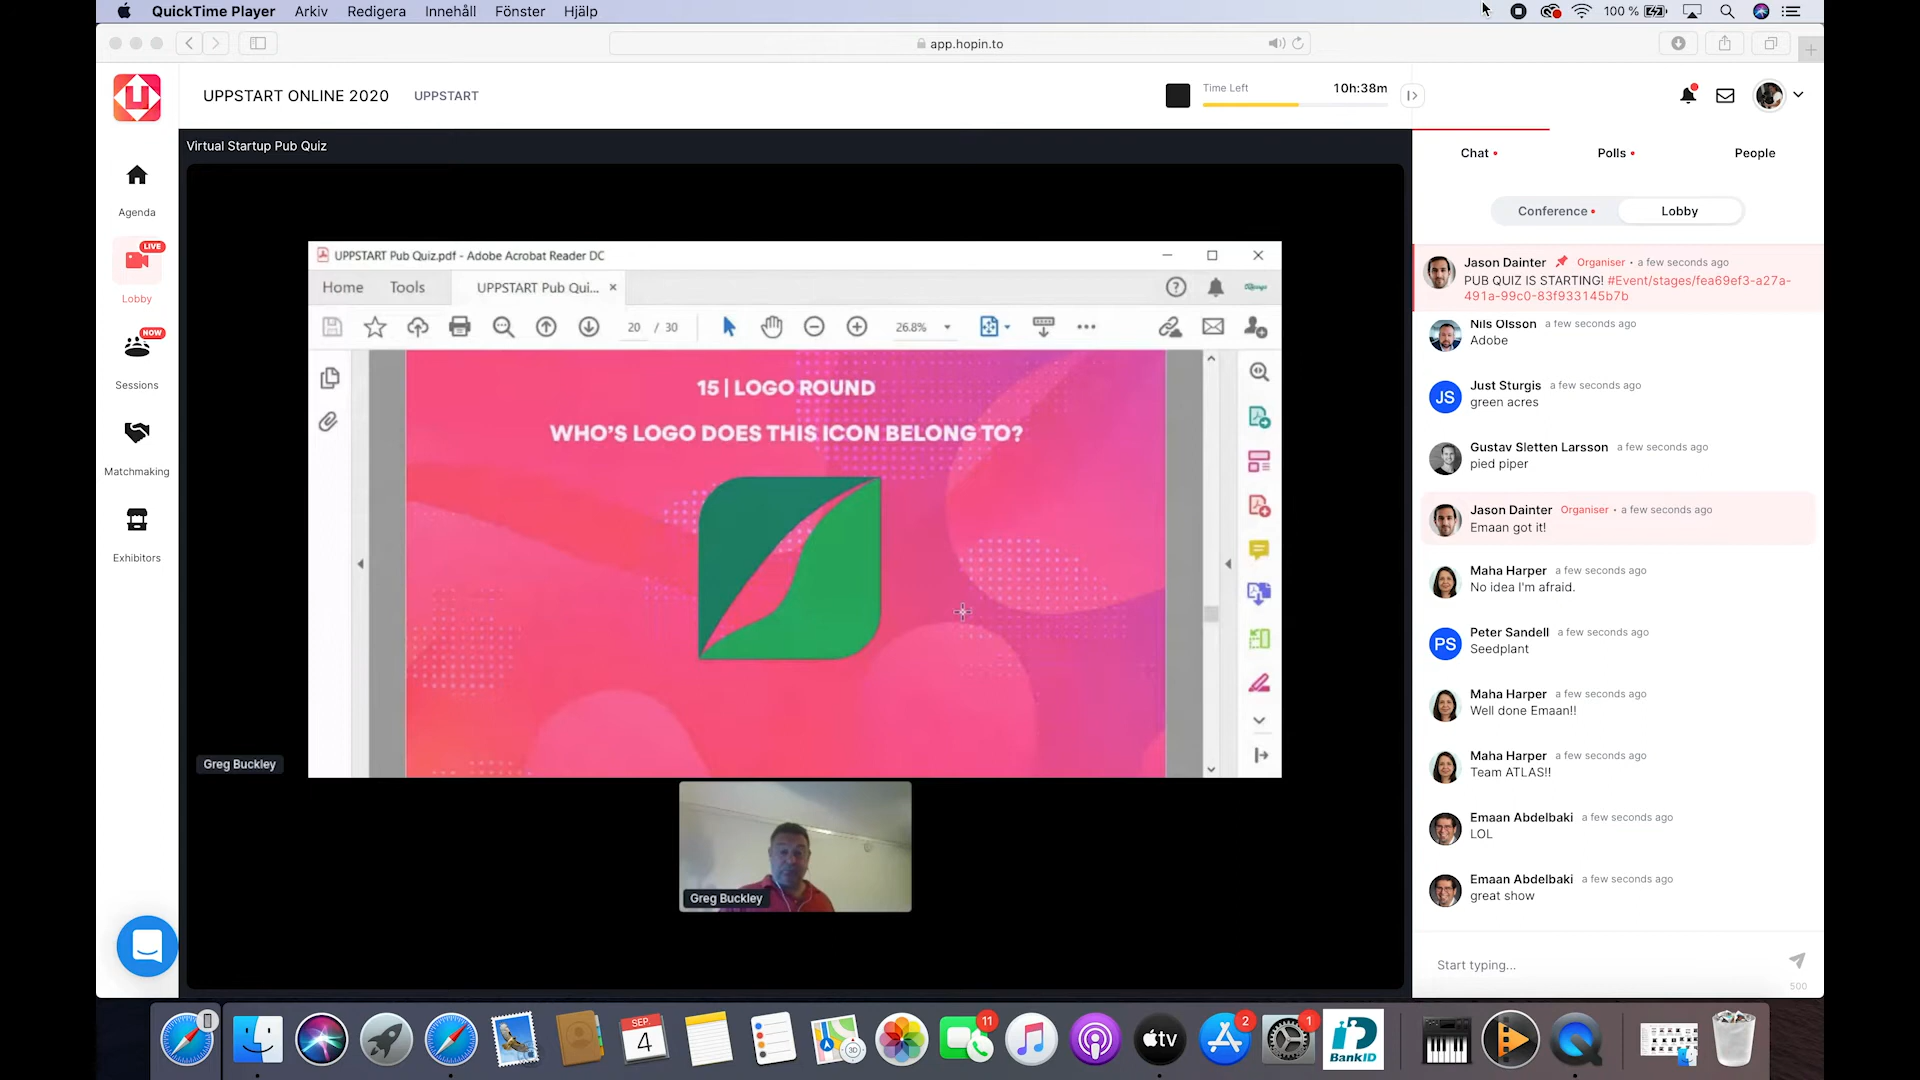 QuickTime Player Arkiv Redigera Innehåll Fönster Hjälp
100 %
app.hopin.to
UPPSTART ONLINE 2020 UPPSTART
Time Left 10h:38m
Agenda
LIVE
Lobby
NOW
Sessions
Matchmaking
Exhibitors
Virtual Startup Pub Quiz
UPPSTART Pub Quiz.pdf - Adobe Acrobat Reader DC
Home Tools UPPSTART Pub Qui... ×
20 / 30 26.8%
15 | LOGO ROUND
WHO'S LOGO DOES THIS ICON BELONG TO?
Greg Buckley
Greg Buckley
Chat Polls People
Conference Lobby
Jason Dainter Organiser • a few seconds ago
PUB QUIZ IS STARTING! #Event/stages/fea69ef3-a27a-
491a-99c0-83f933145b7b
Nils Olsson a few seconds ago
Adobe
JS
Just Sturgis a few seconds ago
green acres
Gustav Sletten Larsson a few seconds ago
pied piper
Jason Dainter Organiser • a few seconds ago
Emaan got it!
Maha Harper a few seconds ago
No idea I'm afraid.
PS
Peter Sandell a few seconds ago
Seedplant
Maha Harper a few seconds ago
Well done Emaan!!
Maha Harper a few seconds ago
Team ATLAS!!
Emaan Abdelbaki a few seconds ago
LOL
Emaan Abdelbaki a few seconds ago
great show
Start typing...
500
SEP
4
11
tv
2
1
BankID